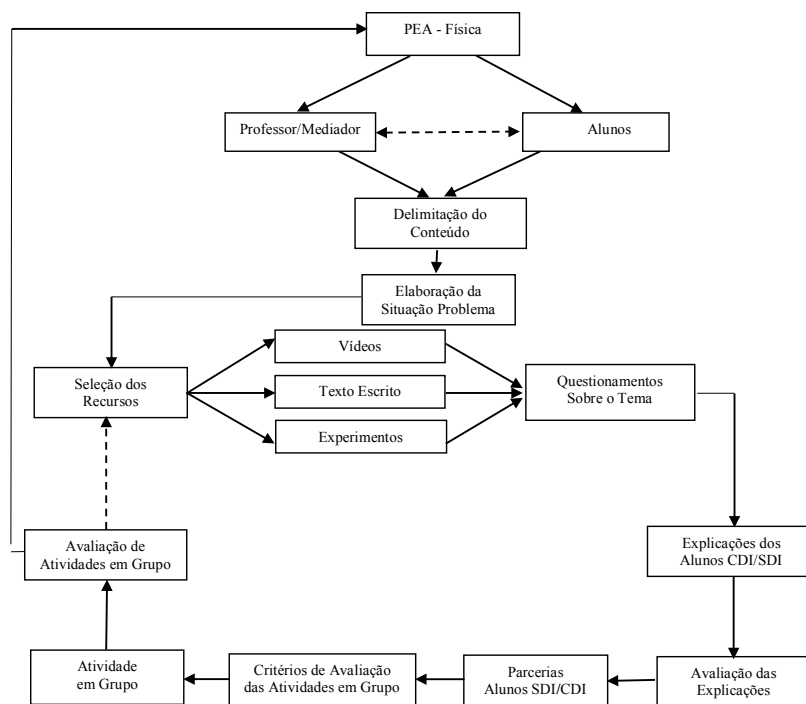 PEA - Física
Professor/Mediador
Alunos
Delimitação do
Conteúdo
Elaboração da
Situação Problema
Vídeos
Seleção dos
Recursos
Texto Escrito
Questionamentos
Sobre o Tema
Experimentos
Avaliação de
Atividades em Grupo
Explicações dos
Alunos CDI/SDI
Atividade
em Grupo
Critérios de Avaliação
das Atividades em Grupo
Parcerias
Alunos SDI/CDI
Avaliação das
Explicações